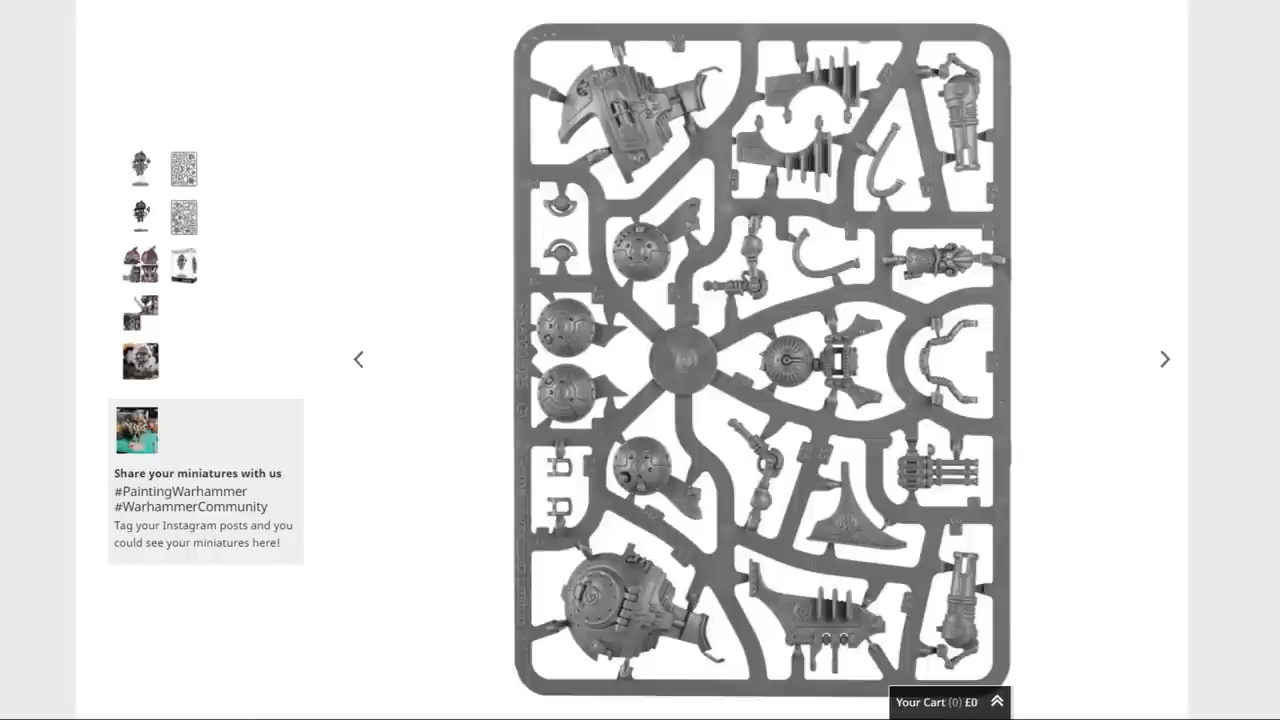 Share your miniatures with us
#PaintingWarhammer
#WarhammerCommunity
Tag your Instagram posts and you
could see your miniatures here!
Your Cart (0) £0